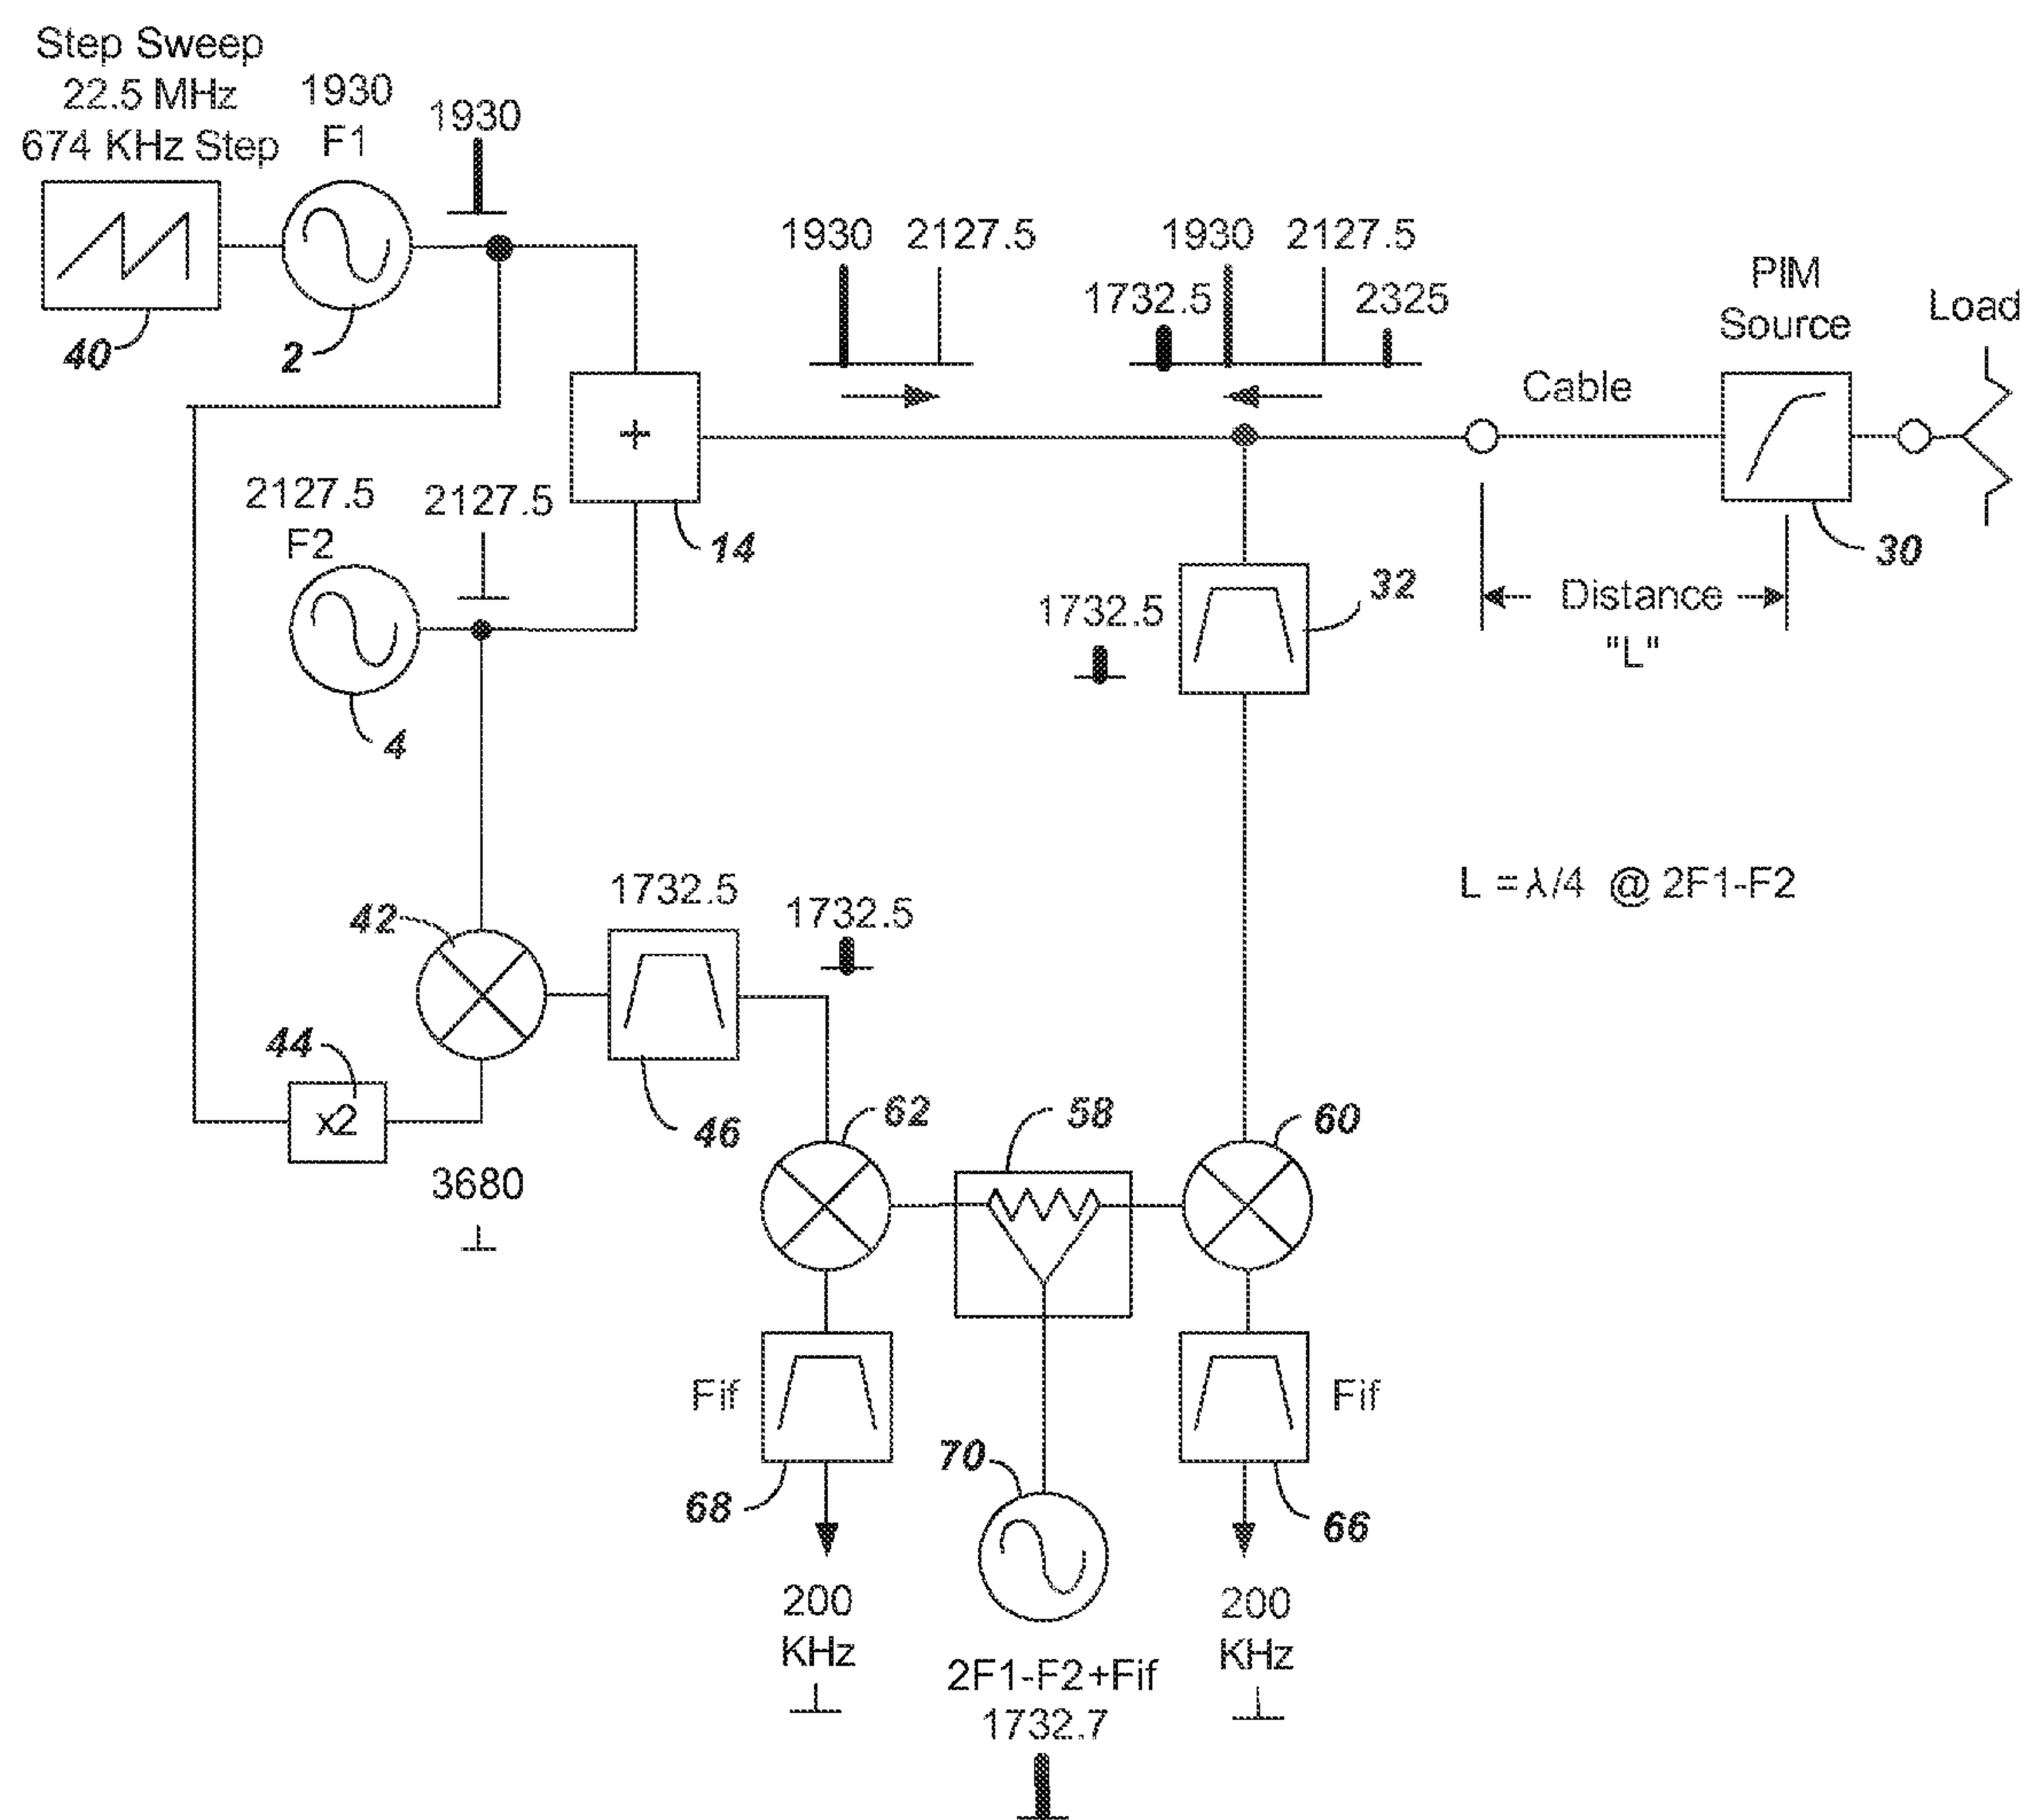 Step Sweep
22.5 MHz
674 KHz Step
1930
F1
1930
40
2
1930 2127.5
1930 2127.5
1732.5 2325
PIM
Source
Load
Cable
+
14
30
2127.5
F2
2127.5
4
32
1732.5
Distance
"L"
L = λ/4 @ 2F1-F2
42
1732.5
1732.5
44
x2
46
3680
62
58
60
Fif
Fif
68
70
66
200
KHz
200
KHz
2F1-F2+Fif
1732.7